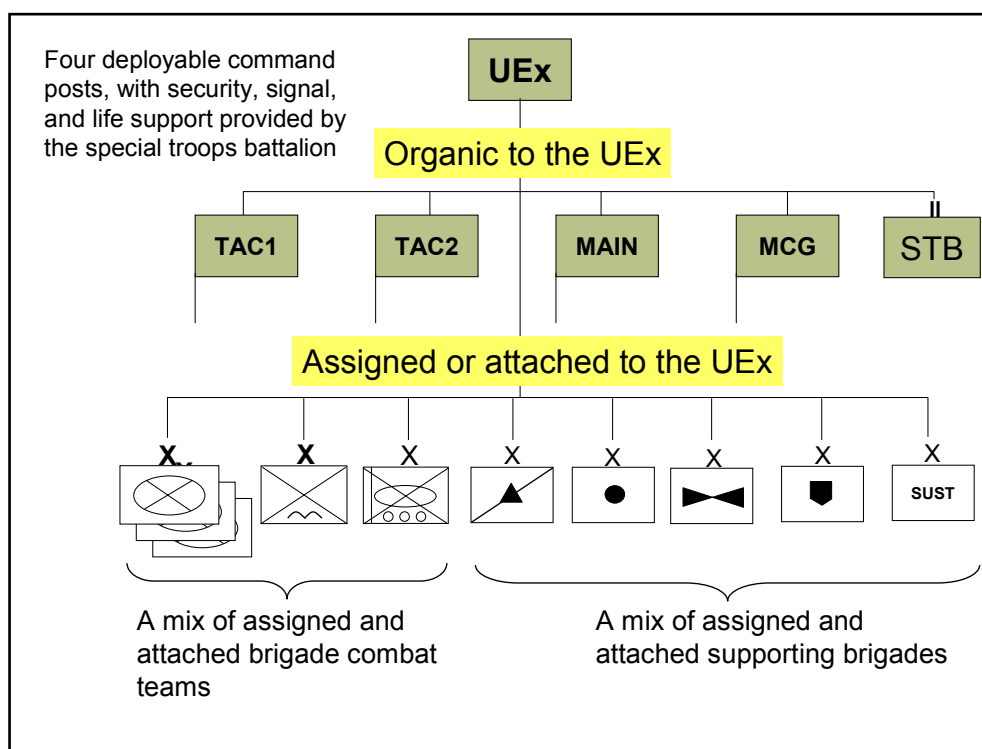 Four deployable command
posts, with security, signal,
and life support provided by
the special troops battalion
UEx
Organic to the UEx
II
TAC1 TAC2 MAIN MCG STB
Assigned or attached to the UEx
X X X X X X X X X
SUST
A mix of assigned and
attached brigade combat
teams
A mix of assigned and
attached supporting brigades